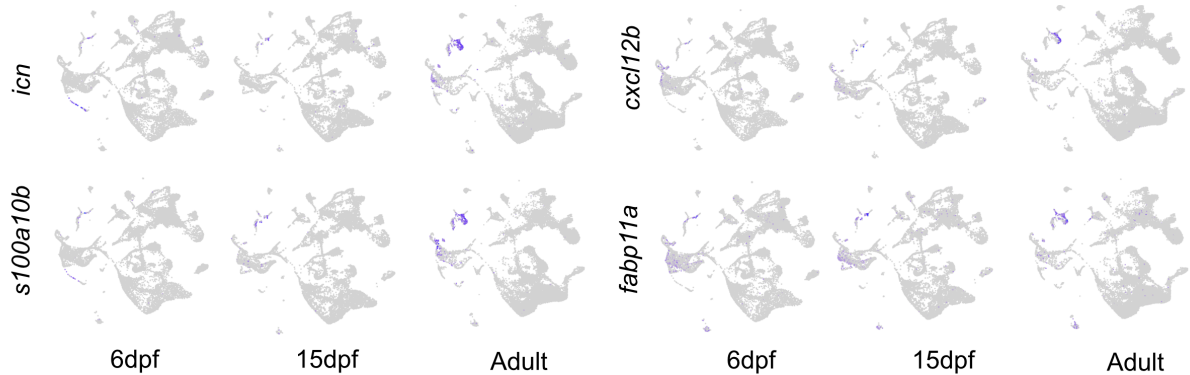 icn
cxcl12b
s100a10b
fabp11a
6dpf 15dpf Adult 6dpf 15dpf Adult